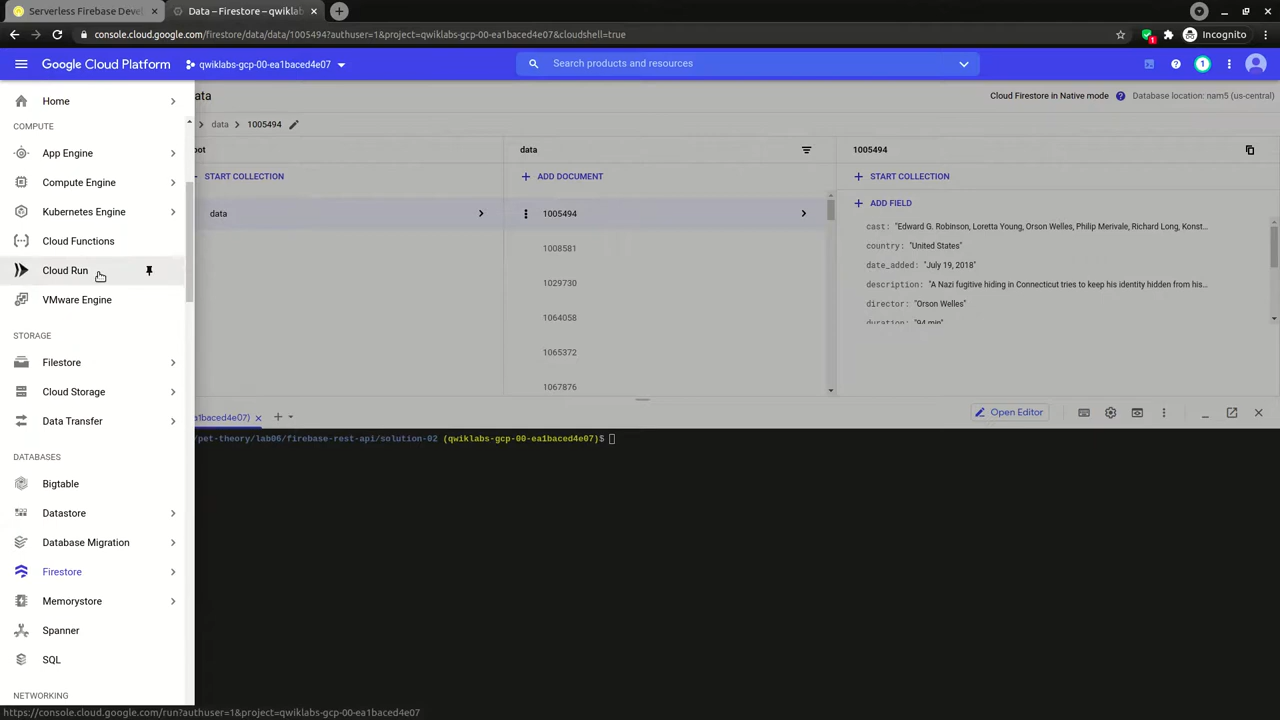 Serverless Firebase Devel
Data – Firestore – qwiklab
console.cloud.google.com/firestore/data/data/1005494?authuser=1&project=qwiklabs-gcp-00-ea1baced4e07&cloudshell=true
1
Incognito
Google Cloud Platform
qwiklabs-gcp-00-ea1baced4e07
Search products and resources
1
Home
COMPUTE
App Engine
Compute Engine
Kubernetes Engine
Cloud Functions
Cloud Run
VMware Engine
STORAGE
Filestore
Cloud Storage
Data Transfer
DATABASES
Bigtable
Datastore
Database Migration
Firestore
Memorystore
Spanner
SQL
NETWORKING
ata
Cloud Firestore in Native mode
Database location: nam5 (us-central)
data
1005494
oot
START COLLECTION
data
data
ADD DOCUMENT
1005494
1008581
1029730
1064058
1065372
1067876
1005494
START COLLECTION
ADD FIELD
cast: "Edward G. Robinson, Loretta Young, Orson Welles, Philip Merivale, Richard Long, Konst...
country: "United States"
date_added: "July 19, 2018"
description: "A Nazi fugitive hiding in Connecticut tries to keep his identity hidden from his...
director: "Orson Welles"
duration: "94 min"
a1baced4e07)
Open Editor
/pet-theory/lab06/firebase-rest-api/solution-02 (qwiklabs-gcp-00-ea1baced4e07)$
https://console.cloud.google.com/run?authuser=1&project=qwiklabs-gcp-00-ea1baced4e07